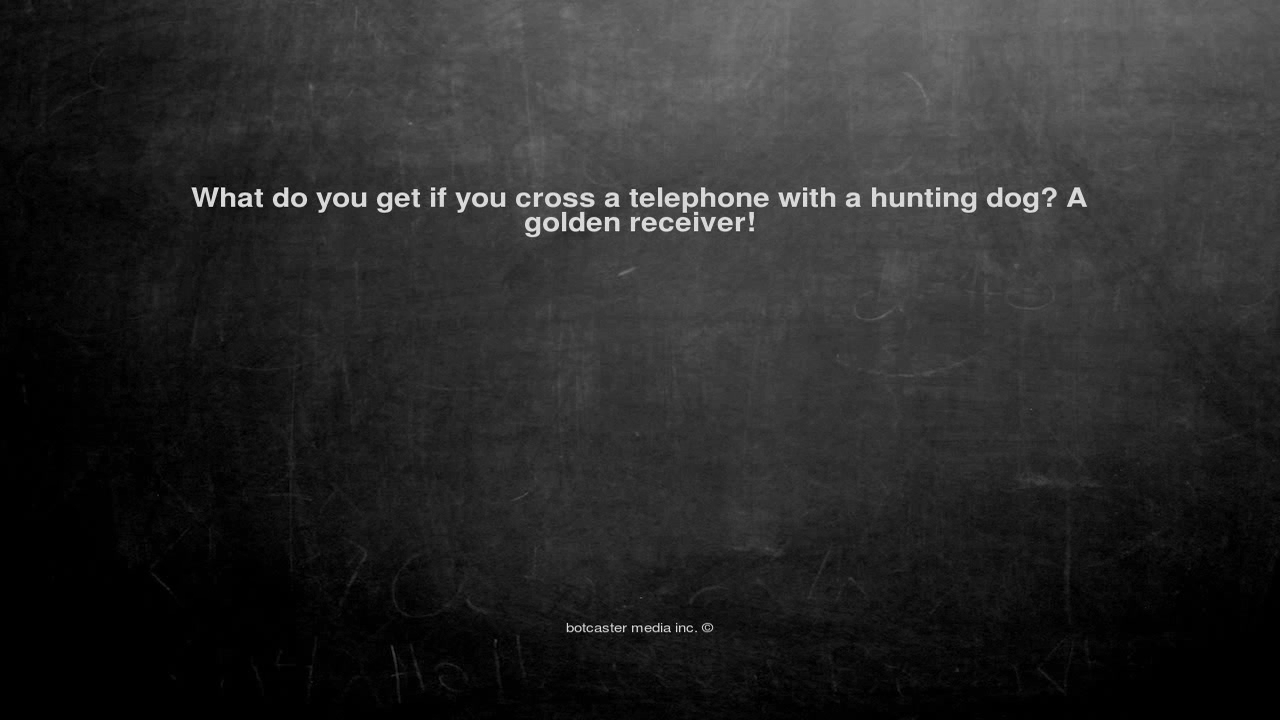 What do you get if you cross a telephone with a hunting dog? A
golden receiver!
botcaster media inc. ©